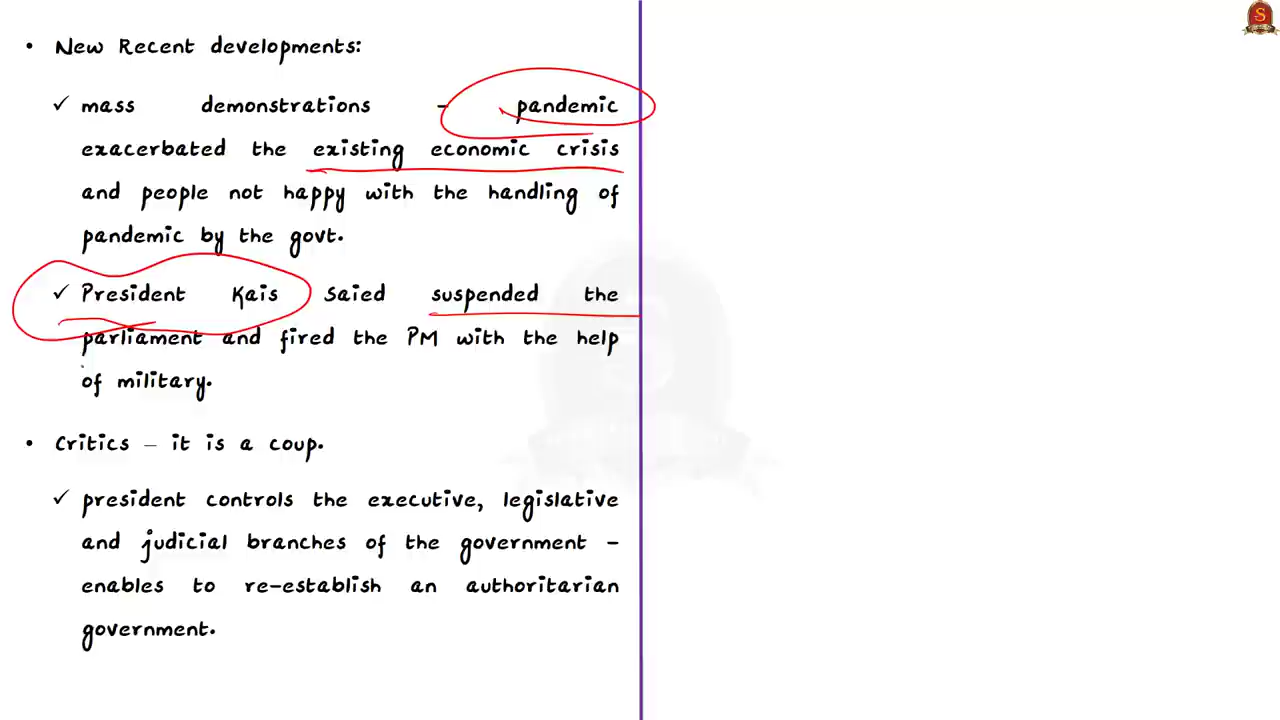 • New Recent developments:
✓ mass demonstrations - pandemic
exacerbated the existing economic crisis
and people not happy with the handling of
pandemic by the govt.
✓ President Kais Saied suspended the
parliament and fired the PM with the help
of military.
• Critics – it is a coup.
✓ president controls the executive, legislative
and judicial branches of the government –
enables to re-establish an authoritarian
government.
S